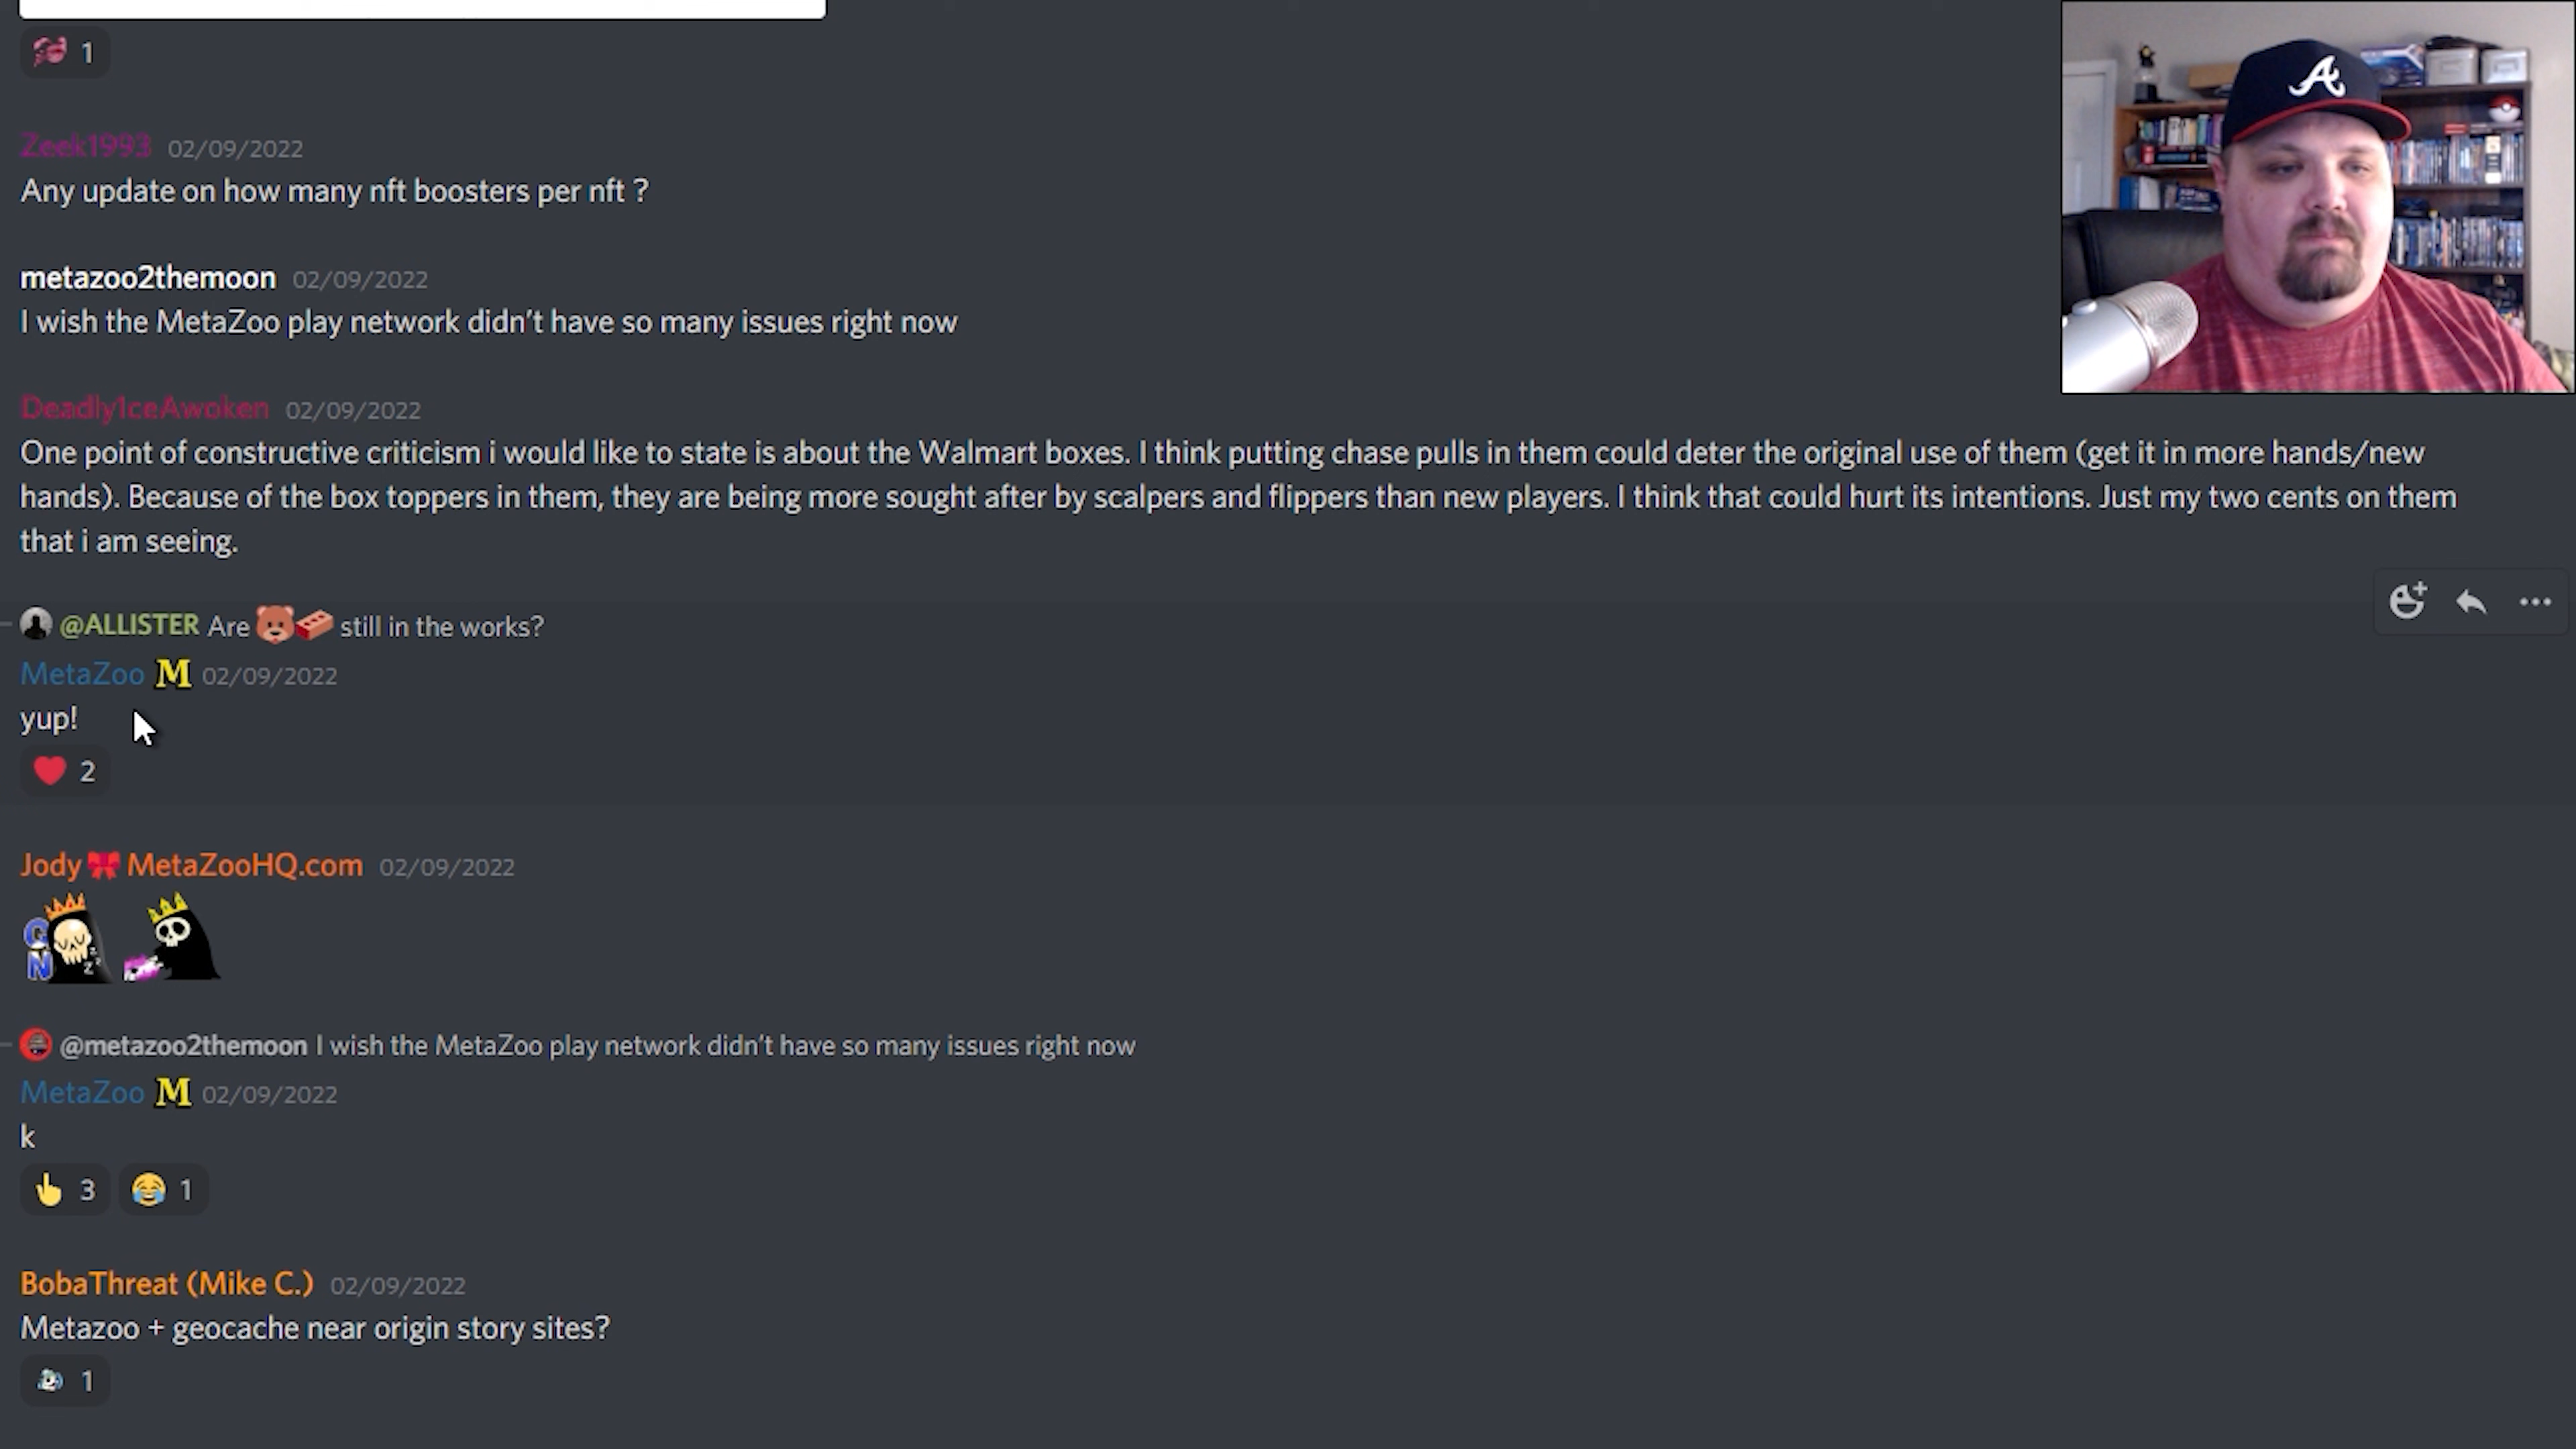 1
Zeek1993 02/09/2022
Any update on how many nft boosters per nft ?
metazoo2themoon 02/09/2022
I wish the MetaZoo play network didn't have so many issues right now
Deadly1ceAwoken 02/09/2022
One point of constructive criticism i would like to state is about the Walmart boxes. I think putting chase pulls in them could deter the original use of them (get it in more hands/new
hands). Because of the box toppers in them, they are being more sought after by scalpers and flippers than new players. I think that could hurt its intentions. Just my two cents on them
that i am seeing.
@ALLISTER Are 🐻🧱 still in the works?
MetaZoo M 02/09/2022
yup!
❤️ 2
Jody🎀MetaZooHQ.com 02/09/2022
GN
@metazoo2themoon I wish the MetaZoo play network didn't have so many issues right now
MetaZoo M 02/09/2022
k
👆 3 😂 1
BobaThreat (Mike C.) 02/09/2022
Metazoo + geocache near origin story sites?
1
A